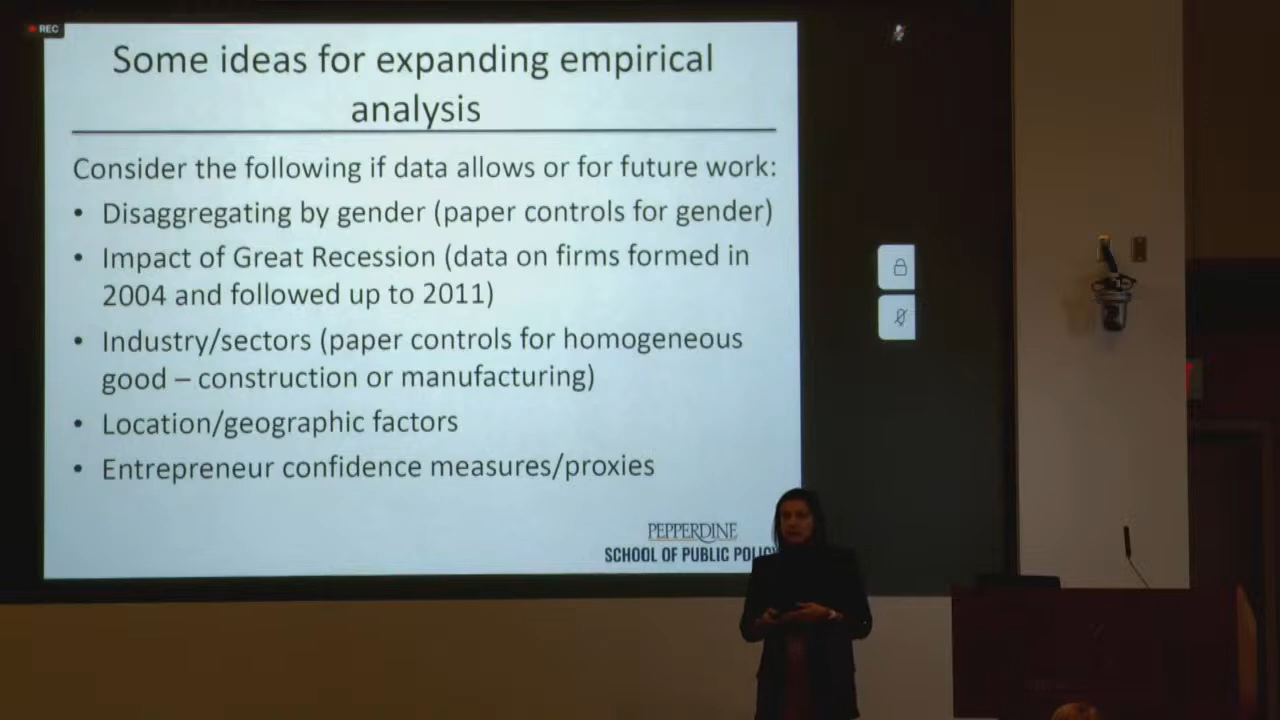 REC
Some ideas for expanding empirical
analysis
Consider the following if data allows or for future work:
• Disaggregating by gender (paper controls for gender)
• Impact of Great Recession (data on firms formed in
2004 and followed up to 2011)
• Industry/sectors (paper controls for homogeneous
good – construction or manufacturing)
• Location/geographic factors
• Entrepreneur confidence measures/proxies
PEPPERDINE
SCHOOL OF PUBLIC POLICY